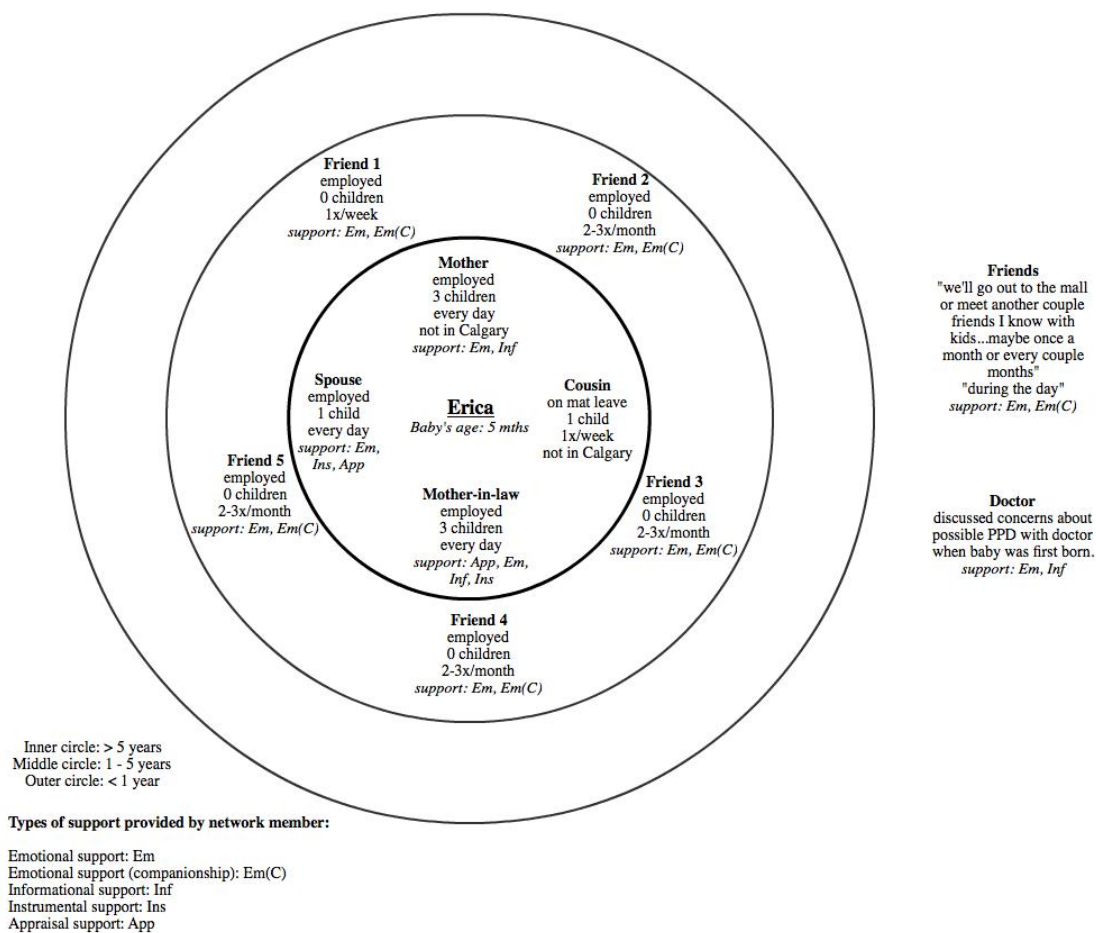 Friend 1
employed
0 children
1x/week
support: Em, Em(C)
Friend 2
employed
0 children
2-3x/month
support: Em, Em(C)
Mother
employed
3 children
every day
not in Calgary
support: Em, Inf
Spouse
employed
1 child
every day
support: Em,
Ins, App
Erica
Baby's age: 5 mths
Cousin
on mat leave
1 child
1x/week
not in Calgary
Friend 5
employed
0 children
2-3x/month
support: Em, Em(C)
Mother-in-law
employed
3 children
every day
support: App, Em,
Inf, Ins
Friend 3
employed
0 children
2-3x/month
support: Em, Em(C)
Friend 4
employed
0 children
2-3x/month
support: Em, Em(C)
Friends
"we'll go out to the mall
or meet another couple
friends I know with
kids...maybe once a
month or every couple
months"
"during the day"
support: Em, Em(C)
Doctor
discussed concerns about
possible PPD with doctor
when baby was first born.
support: Em, Inf
Inner circle: > 5 years
Middle circle: 1 - 5 years
Outer circle: < 1 year
Types of support provided by network member:
Emotional support: Em
Emotional support (companionship): Em(C)
Informational support: Inf
Instrumental support: Ins
Appraisal support: App